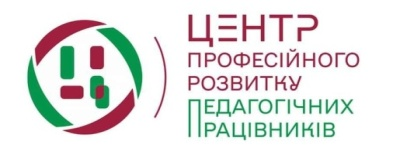 ЦЕНТР
ПРОФЕСІЙНОГО
РОЗВИТКУ
ПЕДАГОГІЧНИХ
ПРАЦІВНИКІВ